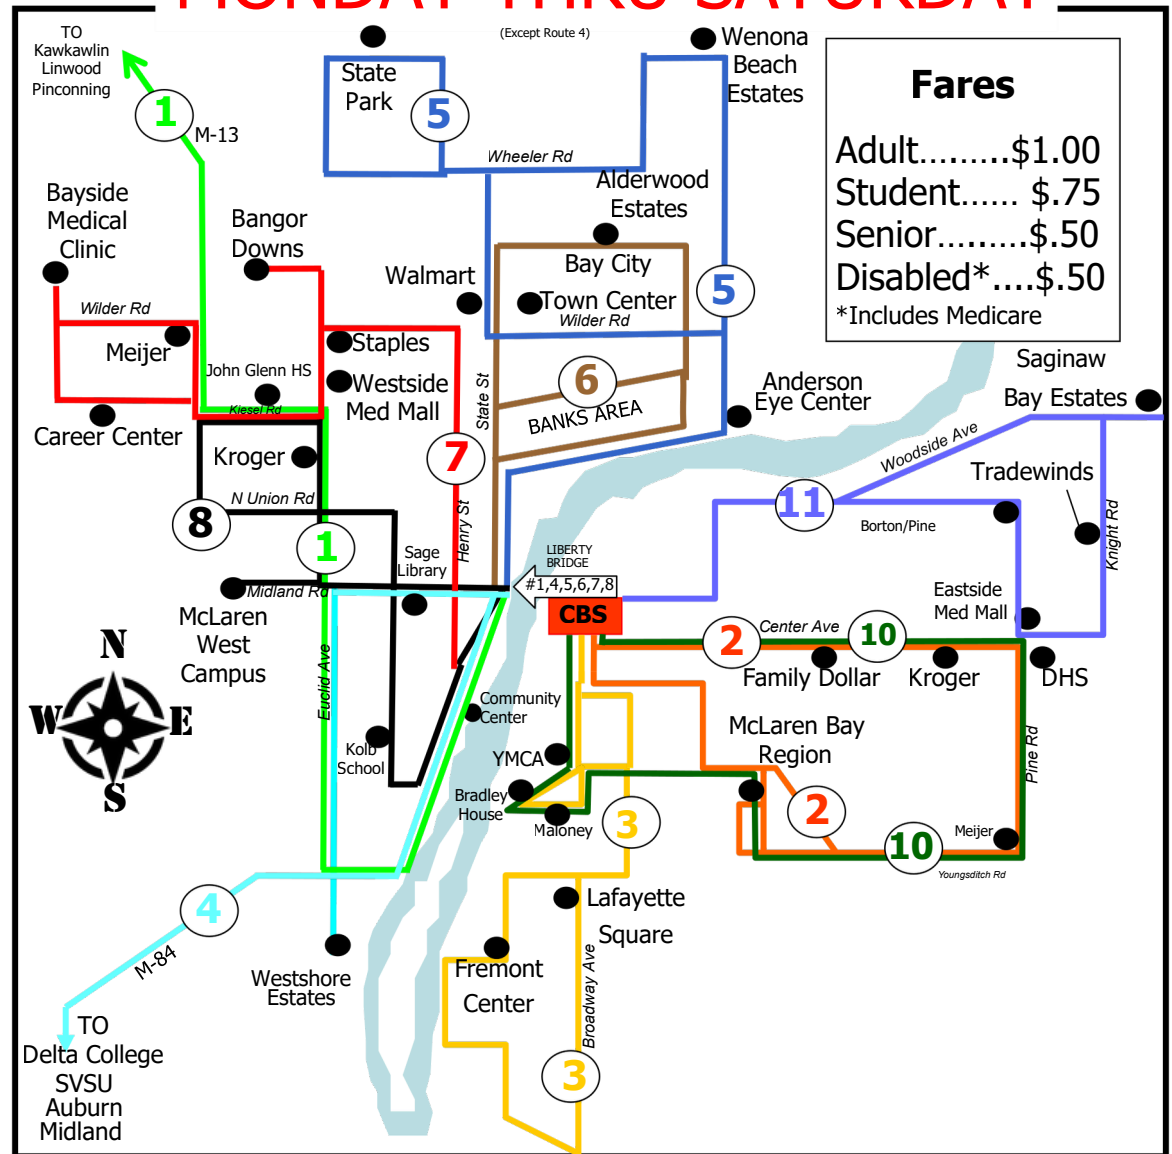 MONDAY THRU SATURDAY
(Except Route 4)
TO
Kawkawlin
Linwood
Pinconning
1
M-13
State
Park
5
Wheeler Rd
Wenona
Beach
Estates
Fares
Adult.........$1.00
Student...... $.75
Senior.........$.50
Disabled*....$.50
*Includes Medicare
Bayside
Medical
Clinic
Bangor
Downs
Alderwood
Estates
Walmart
Bay City
Town Center
Wilder Rd
5
Wilder Rd
Meijer
Staples
John Glenn HS
Westside
Med Mall
Kiesel Rd
Career Center
State St
6
BANKS AREA
Anderson
Eye Center
Saginaw
Bay Estates
Kroger
7
Woodside Ave
Tradewinds
N Union Rd
8
1
Henry St
11
Borton/Pine
Knight Rd
Sage
Library
LIBERTY
BRIDGE
#1,4,5,6,7,8
CBS
Midland Rd
McLaren
West
Campus
Eastside
Med Mall
2
Center Ave
10
Family Dollar
Kroger
DHS
N
W
E
S
Euclid Ave
Community
Center
Kolb
School
YMCA
Bradley
House
Maloney
McLaren Bay
Region
Pine Rd
3
2
10
Meijer
Youngsditch Rd
4
M-84
Westshore
Estates
Lafayette
Square
Fremont
Center
Broadway Ave
3
TO
Delta College
SVSU
Auburn
Midland